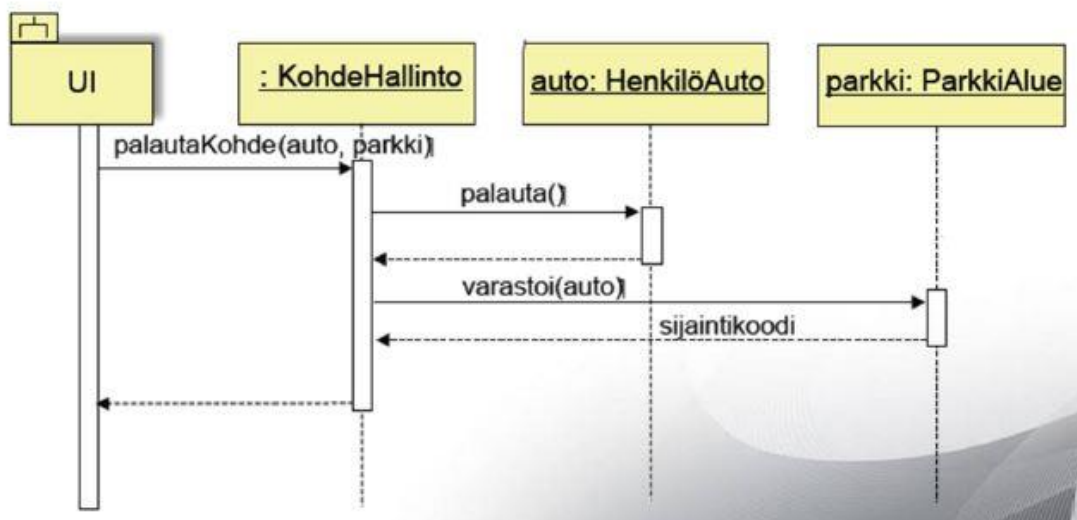 UI
: KohdeHallinto
auto: HenkilöAuto
parkki: ParkkiAlue
palautaKohde(auto, parkki)
palauta()
varastoi(auto)
sijaintikoodi